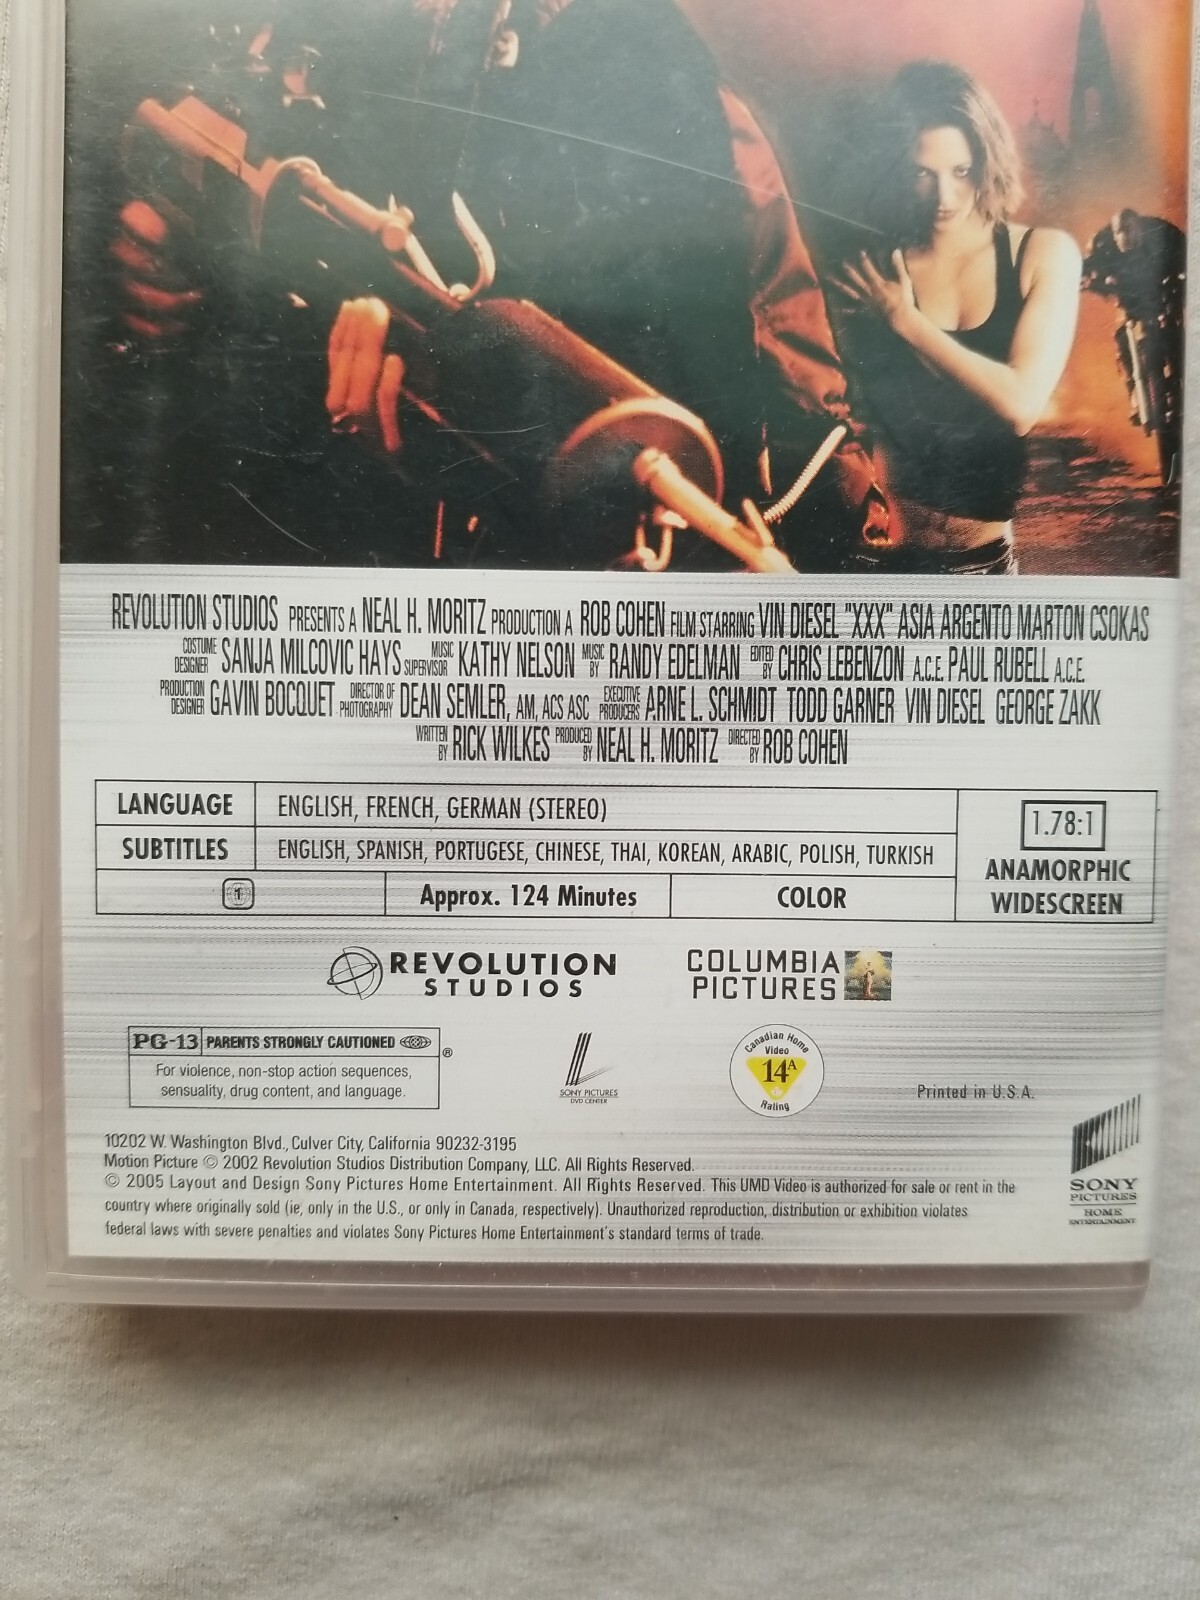 REVOLUTION STUDIOS PRESENTS A NEAL H. MORITZ PRODUCTION A ROB COHEN FILM STARRING VIN DIESEL "XXX" ASIA ARGENTO MARTON CSOKAS
COSTUME DESIGNER SANJA MILCOVIC HAYS MUSIC SUPERVISOR KATHY NELSON MUSIC BY RANDY EDELMAN EDITED BY CHRIS LEBENZON A.C.E. PAUL RUBELL A.C.E.
PRODUCTION DESIGNER GAVIN BOCQUET DIRECTOR OF PHOTOGRAPHY DEAN SEMLER, AM, ACS ASC EXECUTIVE PRODUCERS ARNE L. SCHMIDT TODD GARNER VIN DIESEL GEORGE ZAKK
WRITTEN BY RICK WILKES PRODUCED BY NEAL H. MORITZ DIRECTED BY ROB COHEN
LANGUAGE ENGLISH, FRENCH, GERMAN (STEREO)
SUBTITLES ENGLISH, SPANISH, PORTUGESE, CHINESE, THAI, KOREAN, ARABIC, POLISH, TURKISH
1 Approx. 124 Minutes COLOR
1.78:1
ANAMORPHIC
WIDESCREEN
REVOLUTION
STUDIOS
COLUMBIA
PICTURES
PG-13 PARENTS STRONGLY CAUTIONED ®
For violence, non-stop action sequences,
sensuality, drug content, and language.
SONY PICTURES
DVD CENTER
Canadian Home
Video
14A
Rating
Printed in U.S.A.
10202 W. Washington Blvd., Culver City, California 90232-3195
Motion Picture © 2002 Revolution Studios Distribution Company, LLC. All Rights Reserved.
© 2005 Layout and Design Sony Pictures Home Entertainment. All Rights Reserved. This UMD Video is authorized for sale or rent in the
country where originally sold (ie, only in the U.S., or only in Canada, respectively). Unauthorized reproduction, distribution or exhibition violates
federal laws with severe penalties and violates Sony Pictures Home Entertainment's standard terms of trade.
SONY
PICTURES
HOME
ENTERTAINMENT